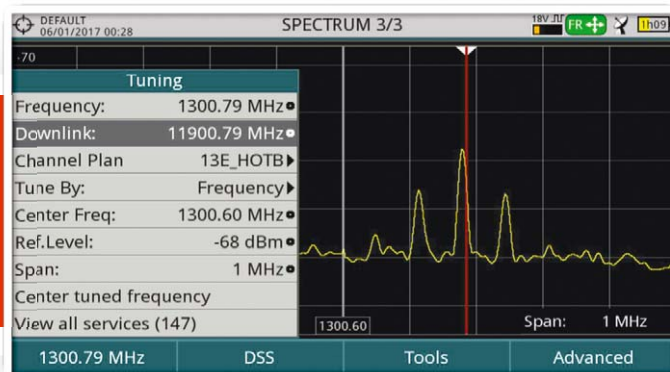 DEFAULT
06/01/2017 00:28
SPECTRUM 3/3
18V
FR
1h09
-70
Tuning
Frequency: 1300.79 MHz
Downlink: 11900.79 MHz
Channel Plan 13E_HOTB
Tune By: Frequency
Center Freq: 1300.60 MHz
Ref.Level: -68 dBm
Span: 1 MHz
Center tuned frequency
View all services (147)
1300.60
Span: 1 MHz
1300.79 MHz DSS Tools Advanced